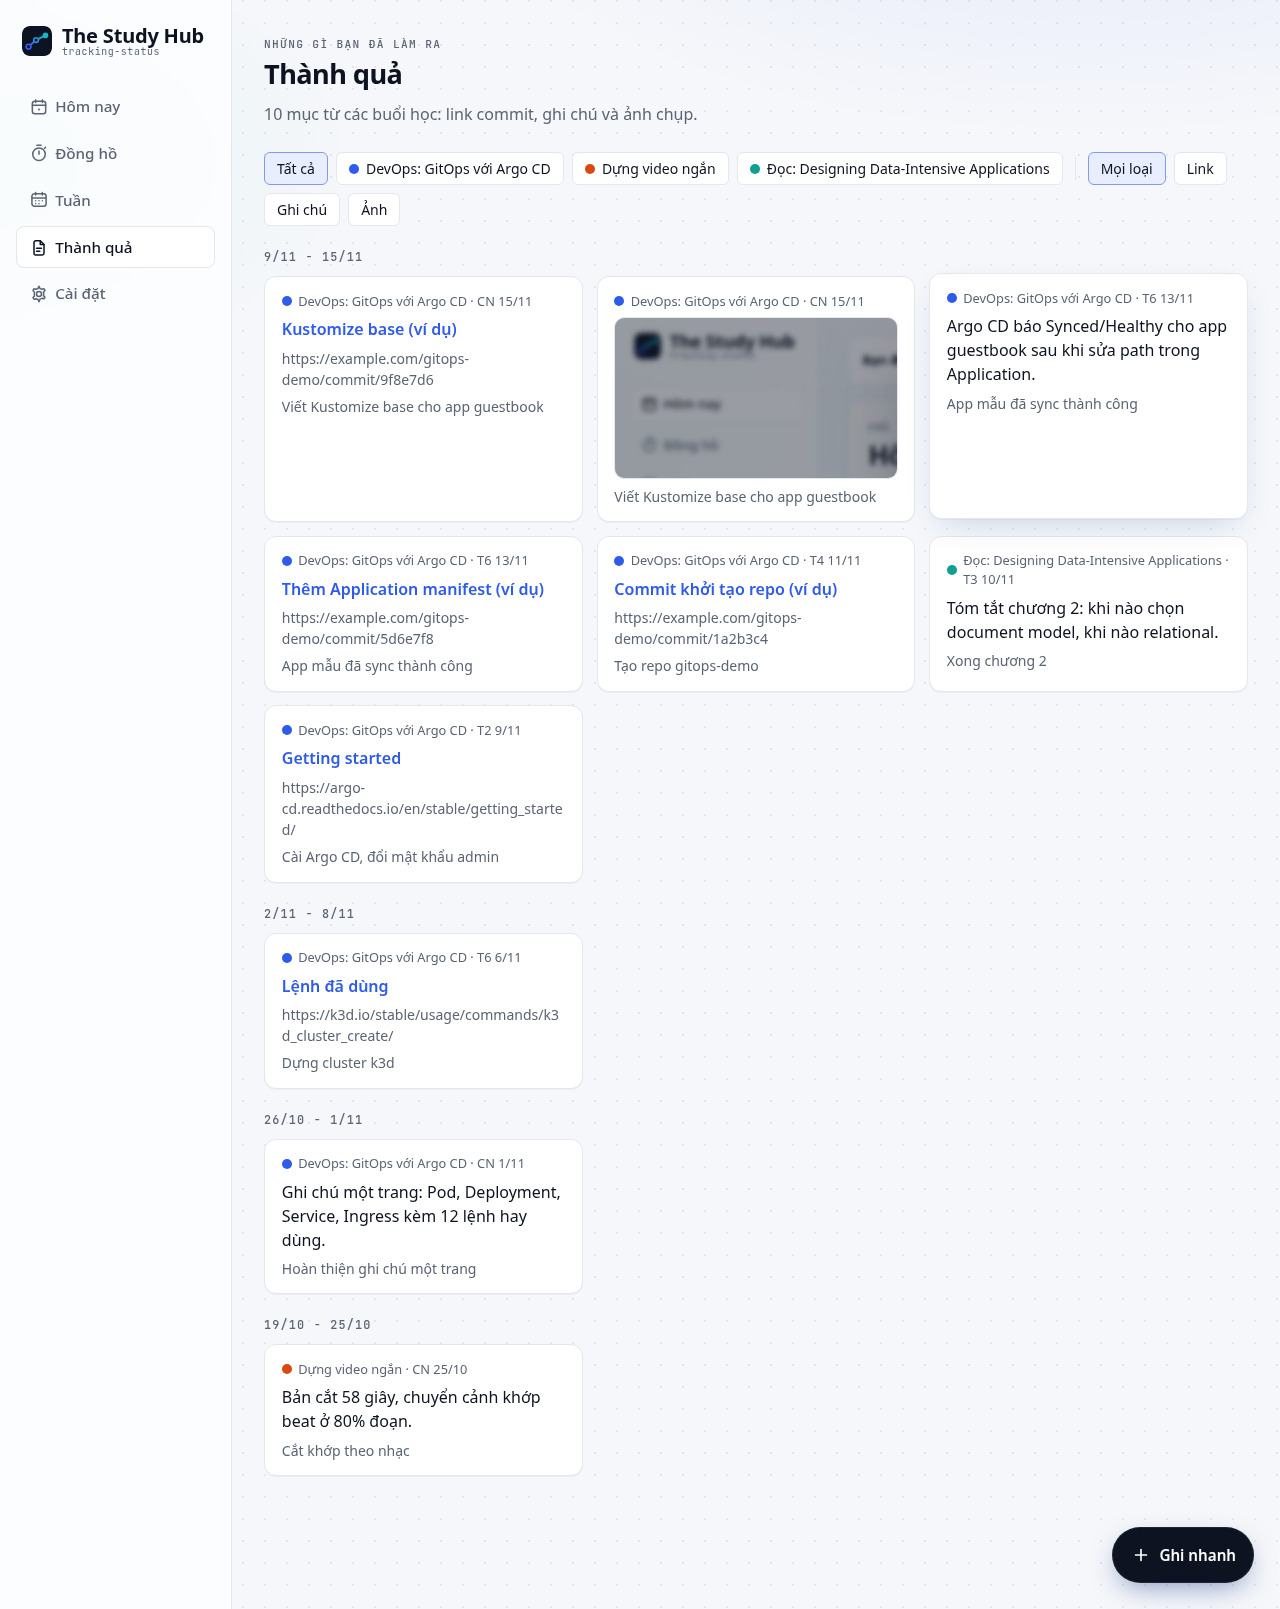 The Study Hub
tracking-status
Hôm nay
Đồng hồ
Tuần
Thành quả
Cài đặt
NHỮNG GÌ BẠN ĐÃ LÀM RA
Thành quả
10 mục từ các buổi học: link commit, ghi chú và ảnh chụp.
Tất cả
DevOps: GitOps với Argo CD
Dựng video ngắn
Đọc: Designing Data-Intensive Applications
Mọi loại
Link
Ghi chú
Ảnh
9/11 - 15/11
DevOps: GitOps với Argo CD · CN 15/11
Kustomize base (ví dụ)
https://example.com/gitops-
demo/commit/9f8e7d6
Viết Kustomize base cho app guestbook
DevOps: GitOps với Argo CD · CN 15/11
The Study Hub
Hôm nay
Đồng hồ
Viết Kustomize base cho app guestbook
DevOps: GitOps với Argo CD · T6 13/11
Argo CD báo Synced/Healthy cho app
guestbook sau khi sửa path trong
Application.
App mẫu đã sync thành công
DevOps: GitOps với Argo CD · T6 13/11
Thêm Application manifest (ví dụ)
https://example.com/gitops-
demo/commit/5d6e7f8
App mẫu đã sync thành công
DevOps: GitOps với Argo CD · T4 11/11
Commit khởi tạo repo (ví dụ)
https://example.com/gitops-
demo/commit/1a2b3c4
Tạo repo gitops-demo
Đọc: Designing Data-Intensive Applications ·
T3 10/11
Tóm tắt chương 2: khi nào chọn
document model, khi nào relational.
Xong chương 2
DevOps: GitOps với Argo CD · T2 9/11
Getting started
https://argo-
cd.readthedocs.io/en/stable/getting_starte
d/
Cài Argo CD, đổi mật khẩu admin
2/11 - 8/11
DevOps: GitOps với Argo CD · T6 6/11
Lệnh đã dùng
https://k3d.io/stable/usage/commands/k3
d_cluster_create/
Dựng cluster k3d
26/10 - 1/11
DevOps: GitOps với Argo CD · CN 1/11
Ghi chú một trang: Pod, Deployment,
Service, Ingress kèm 12 lệnh hay
dùng.
Hoàn thiện ghi chú một trang
19/10 - 25/10
Dựng video ngắn · CN 25/10
Bản cắt 58 giây, chuyển cảnh khớp
beat ở 80% đoạn.
Cắt khớp theo nhạc
Ghi nhanh